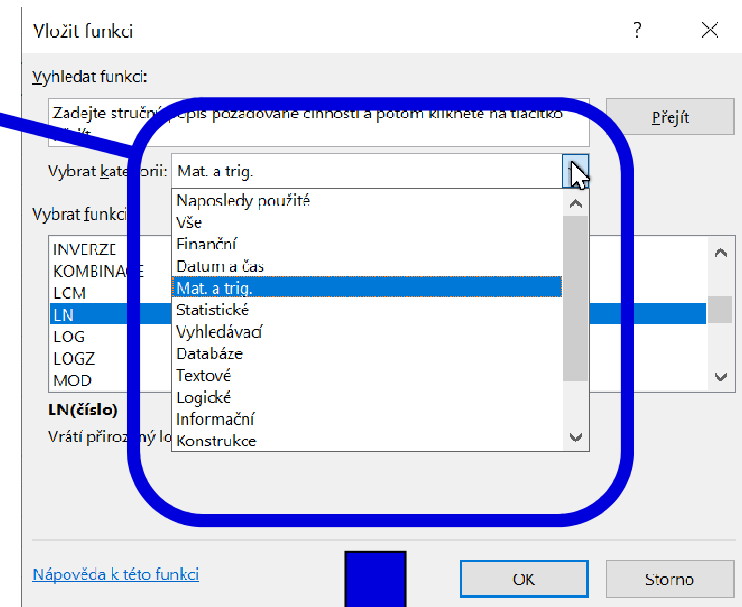 Vložit funkci
?
Vyhledat funkci:
Zadejte stručný popis požadované činnosti a potom klikněte na tlačítko
Přejít
Vybrat kategorii: Mat. a trig.
Naposledy použité
Vybrat funkci
Vše
Finanční
INVERZE
Datum a čas
KOMBINACE
Mat. a trig.
LCM
Statistické
LN
Vyhledávací
LOG
Databáze
LOGZ
Textové
MOD
Logické
LN(číslo)
Informační
Vrátí přirozený
Konstrukce
Nápověda k této funkci
OK
Storno